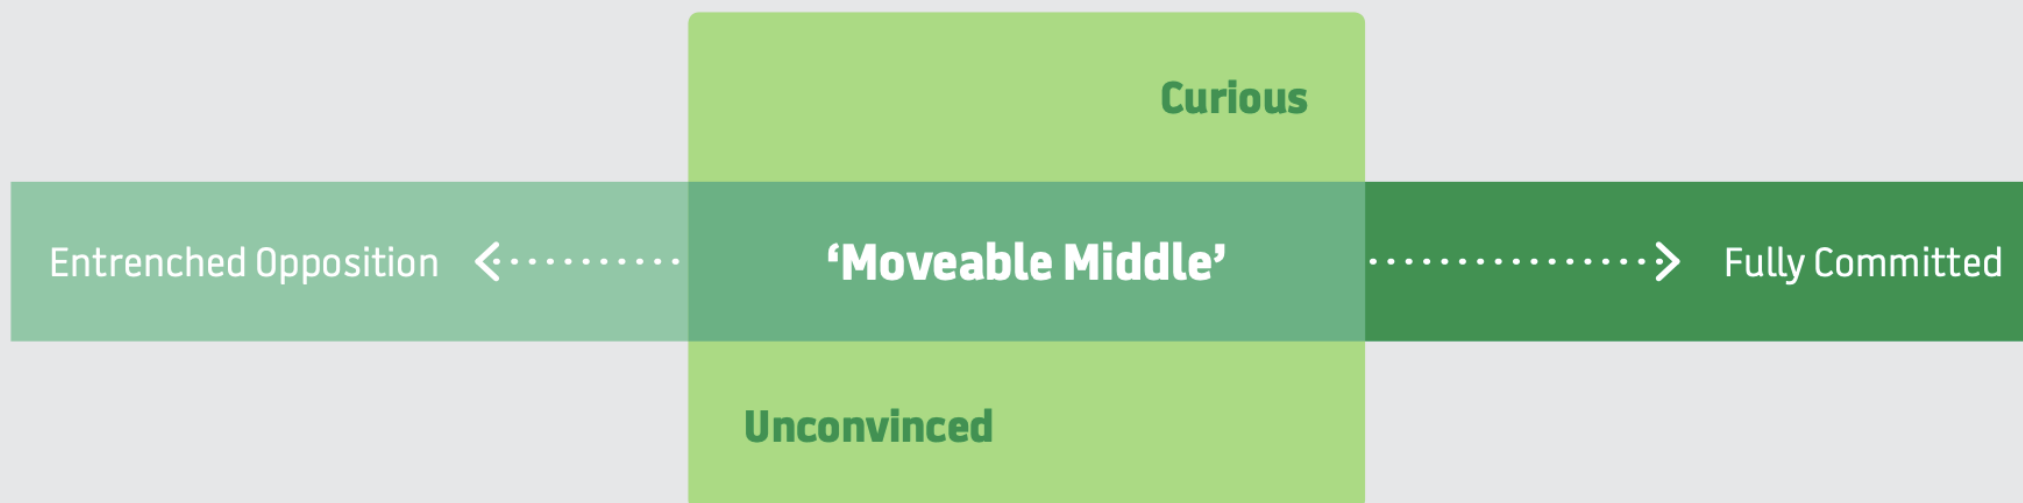 Curious
Entrenched Opposition
‘Moveable Middle’
Fully Committed
Unconvinced